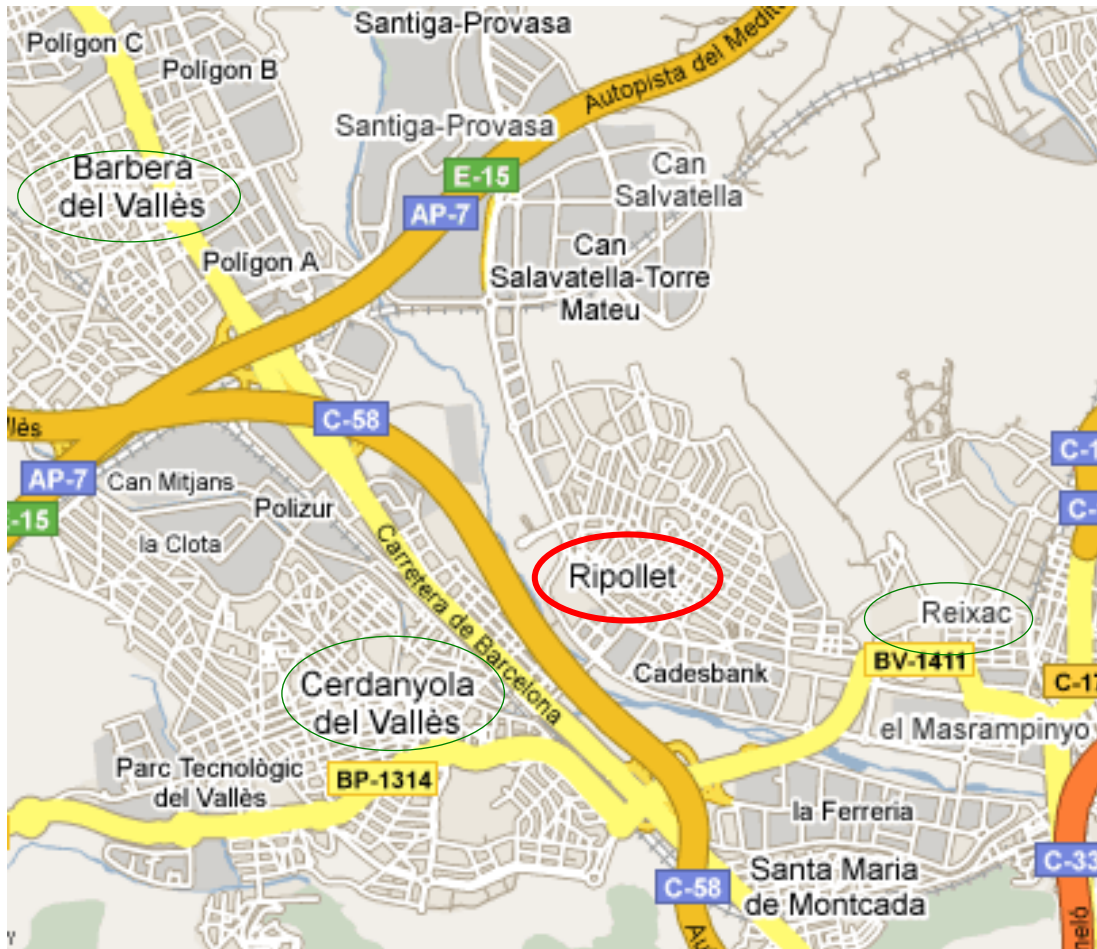 Santiga-Provasa
Polígon C
Polígon B
Autopista del Medite
Santiga-Provasa
Barberà
del Vallès
E-15
Can
Salvatella
AP-7
Polígon A
Can
Salavatella-Torre
Mateu
C-58
llès
C-1
AP-7
Can Mitjans
Polizur
C-
-15
la Clota
Carretera de Barcelona
Ripollet
Reixac
BV-1411
Cadesbank
Cerdanyola
del Vallès
C-17
el Masrampinyo
Parc Tecnològic
del Vallès
BP-1314
la Ferreria
Santa Maria
de Montcada
C-58
C-33
Au
meló